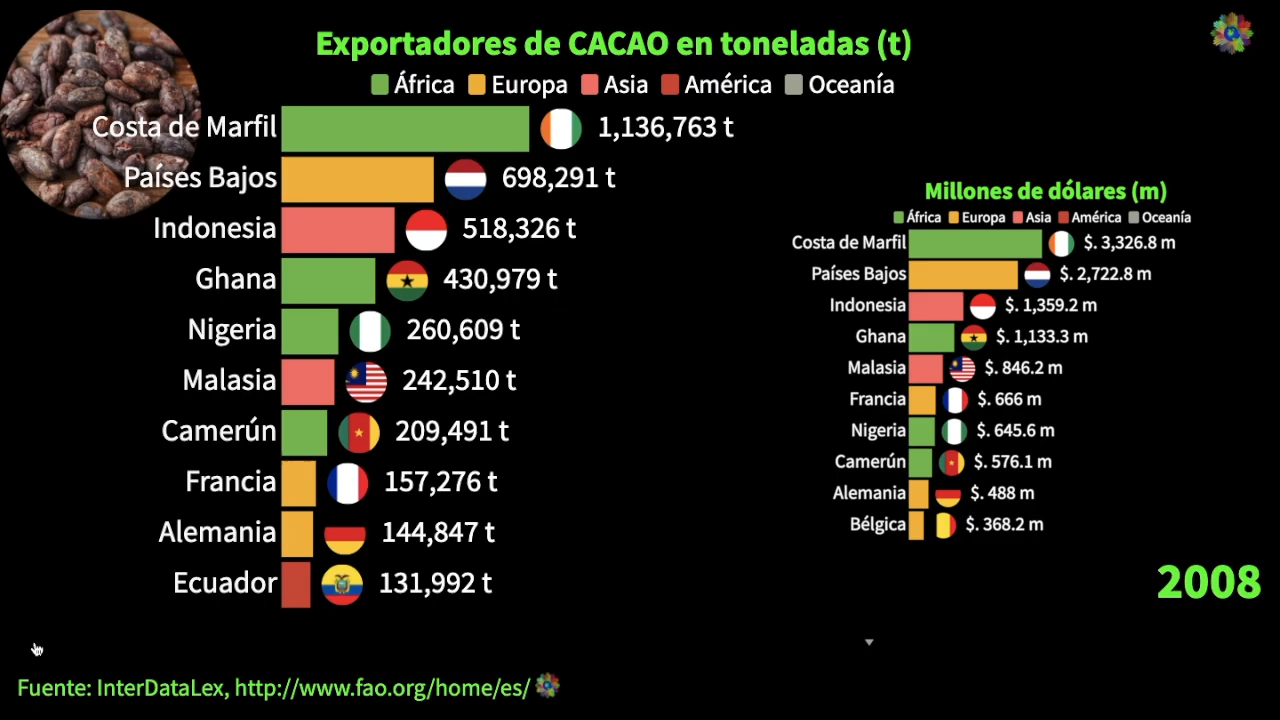 Exportadores de CACAO en toneladas (t)
África Europa Asia América Oceanía
Costa de Marfil 1,136,763 t
Países Bajos 698,291 t
Indonesia 518,326 t
Ghana 430,979 t
Nigeria 260,609 t
Malasia 242,510 t
Camerún 209,491 t
Francia 157,276 t
Alemania 144,847 t
Ecuador 131,992 t
Millones de dólares (m)
África Europa Asia América Oceanía
Costa de Marfil $. 3,326.8 m
Países Bajos $. 2,722.8 m
Indonesia $. 1,359.2 m
Ghana $. 1,133.3 m
Malasia $. 846.2 m
Francia $. 666 m
Nigeria $. 645.6 m
Camerún $. 576.1 m
Alemania $. 488 m
Bélgica $. 368.2 m
2008
Fuente: InterDataLex, http://www.fao.org/home/es/